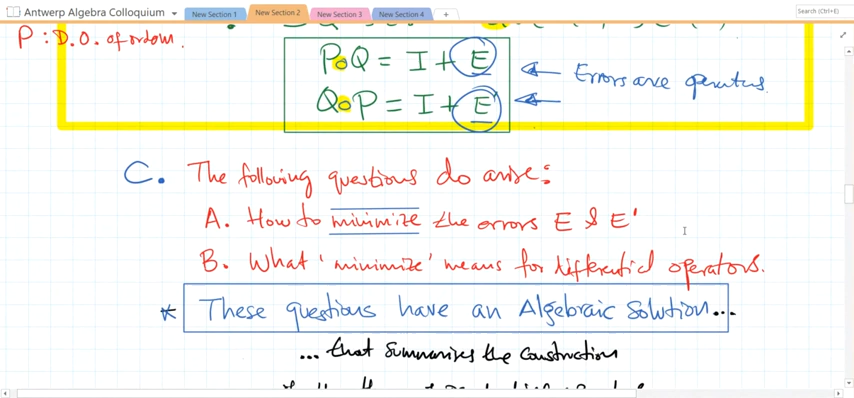 Antwerp Algebra Colloquium
New Section 1
New Section 2
New Section 3
New Section 4
+
Search (Ctrl+E)
P : D.O. of order m.
PoQ = I + E
QoP = I + E'
Errors are operators.
C. The following questions do arise:
A. How to minimize the errors E & E'
B. What 'minimize' means for differential operators.
* These questions have an Algebraic Solution...
... that summarizes the construction